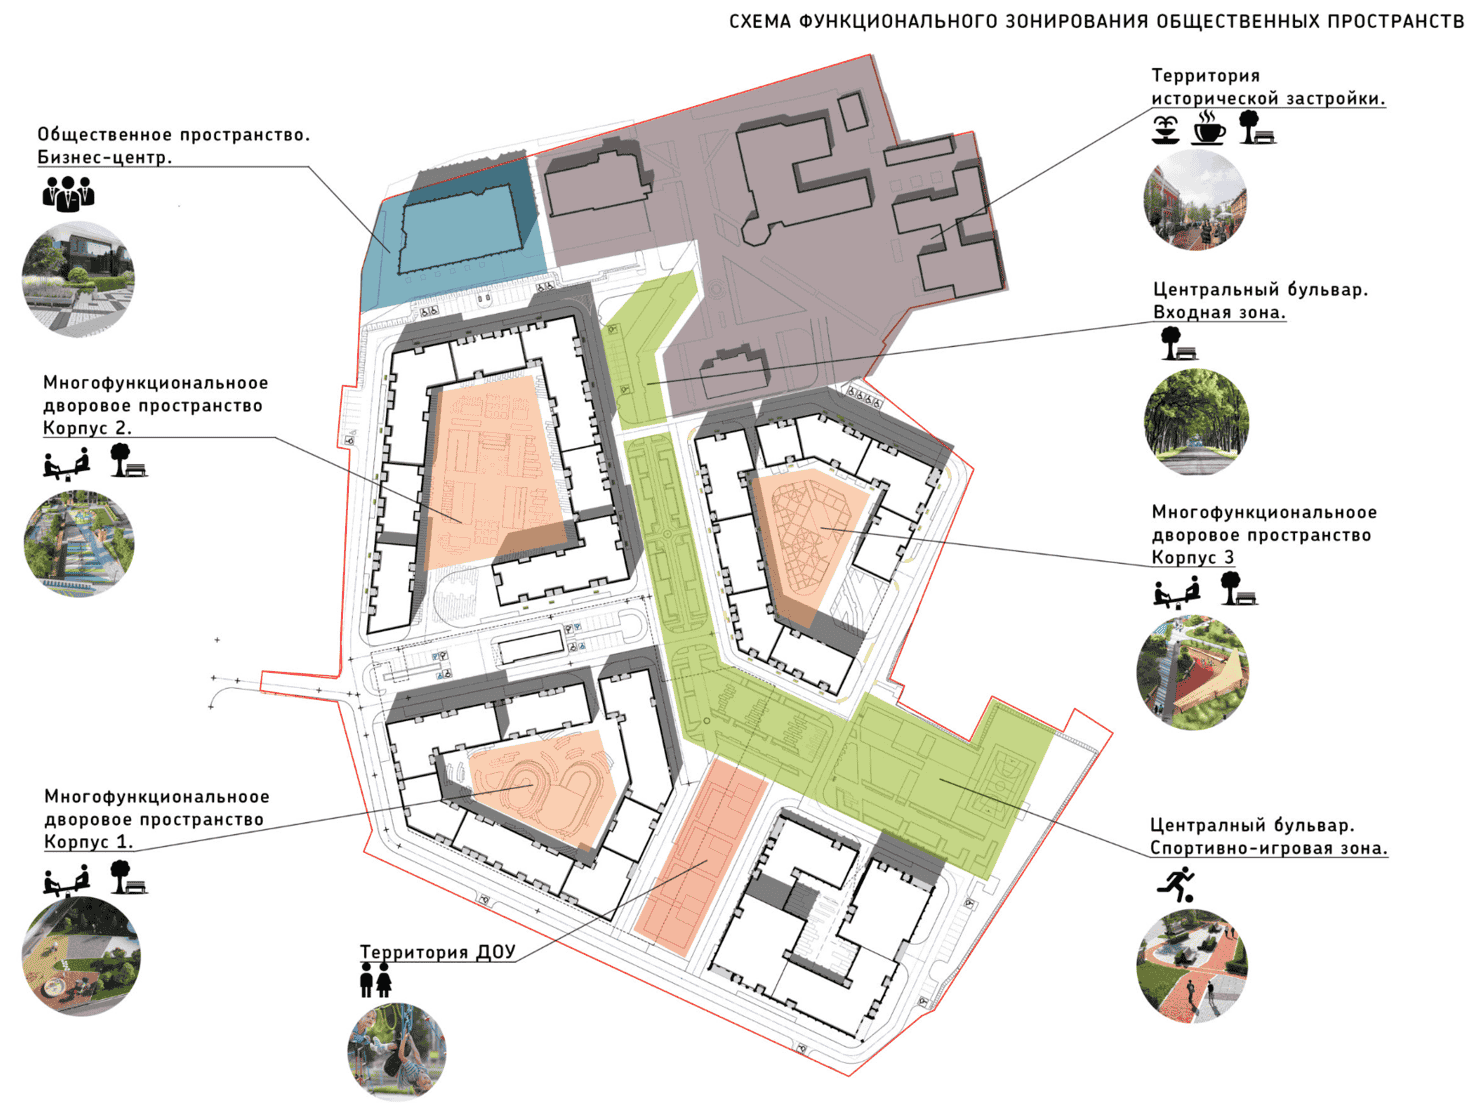 СХЕМА ФУНКЦИОНАЛЬНОГО ЗОНИРОВАНИЯ ОБЩЕСТВЕННЫХ ПРОСТРАНСТВ
Общественное пространство.
Бизнес-центр.
Многофункциональноое
дворовое пространство
Корпус 2.
Многофункциональноое
дворовое пространство
Корпус 1.
Территория ДОУ
Территория
исторической застройки.
Центральный бульвар.
Входная зона.
Многофункциональноое
дворовое пространство
Корпус 3
Централный бульвар.
Спортивно-игровая зона.